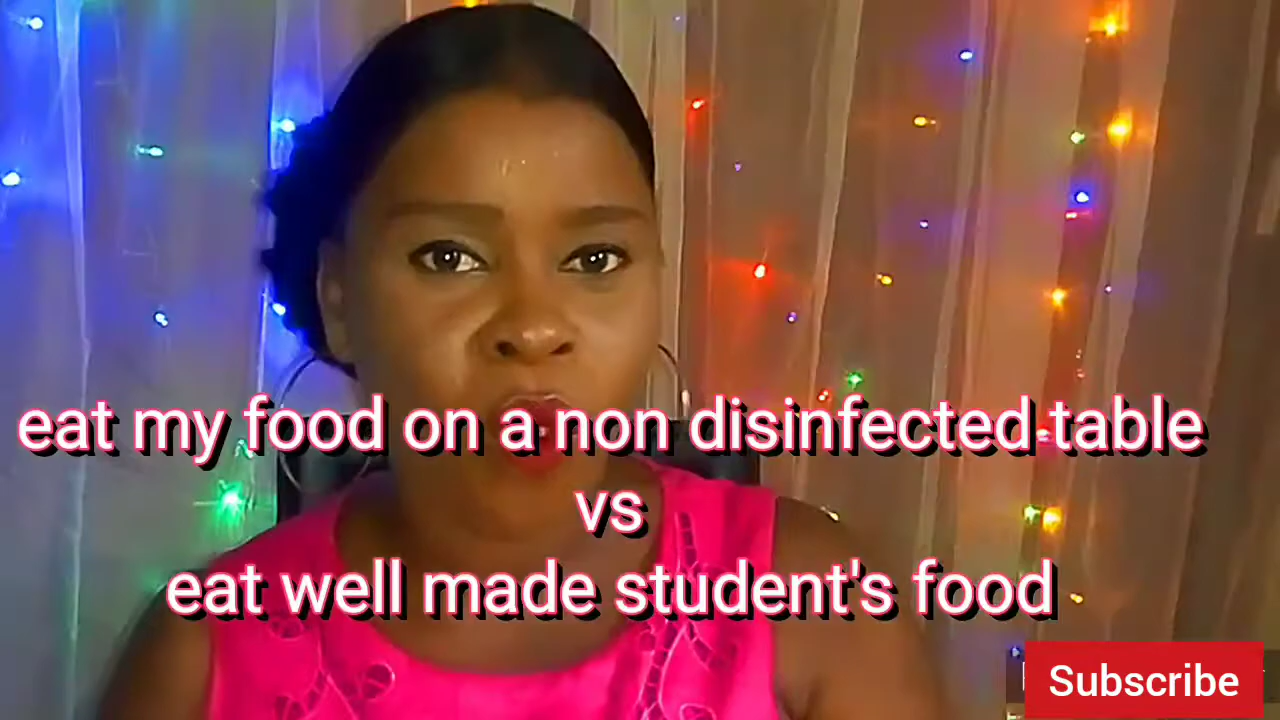 eat my food on a non disinfected table
vs
eat well made student's food
Subscribe